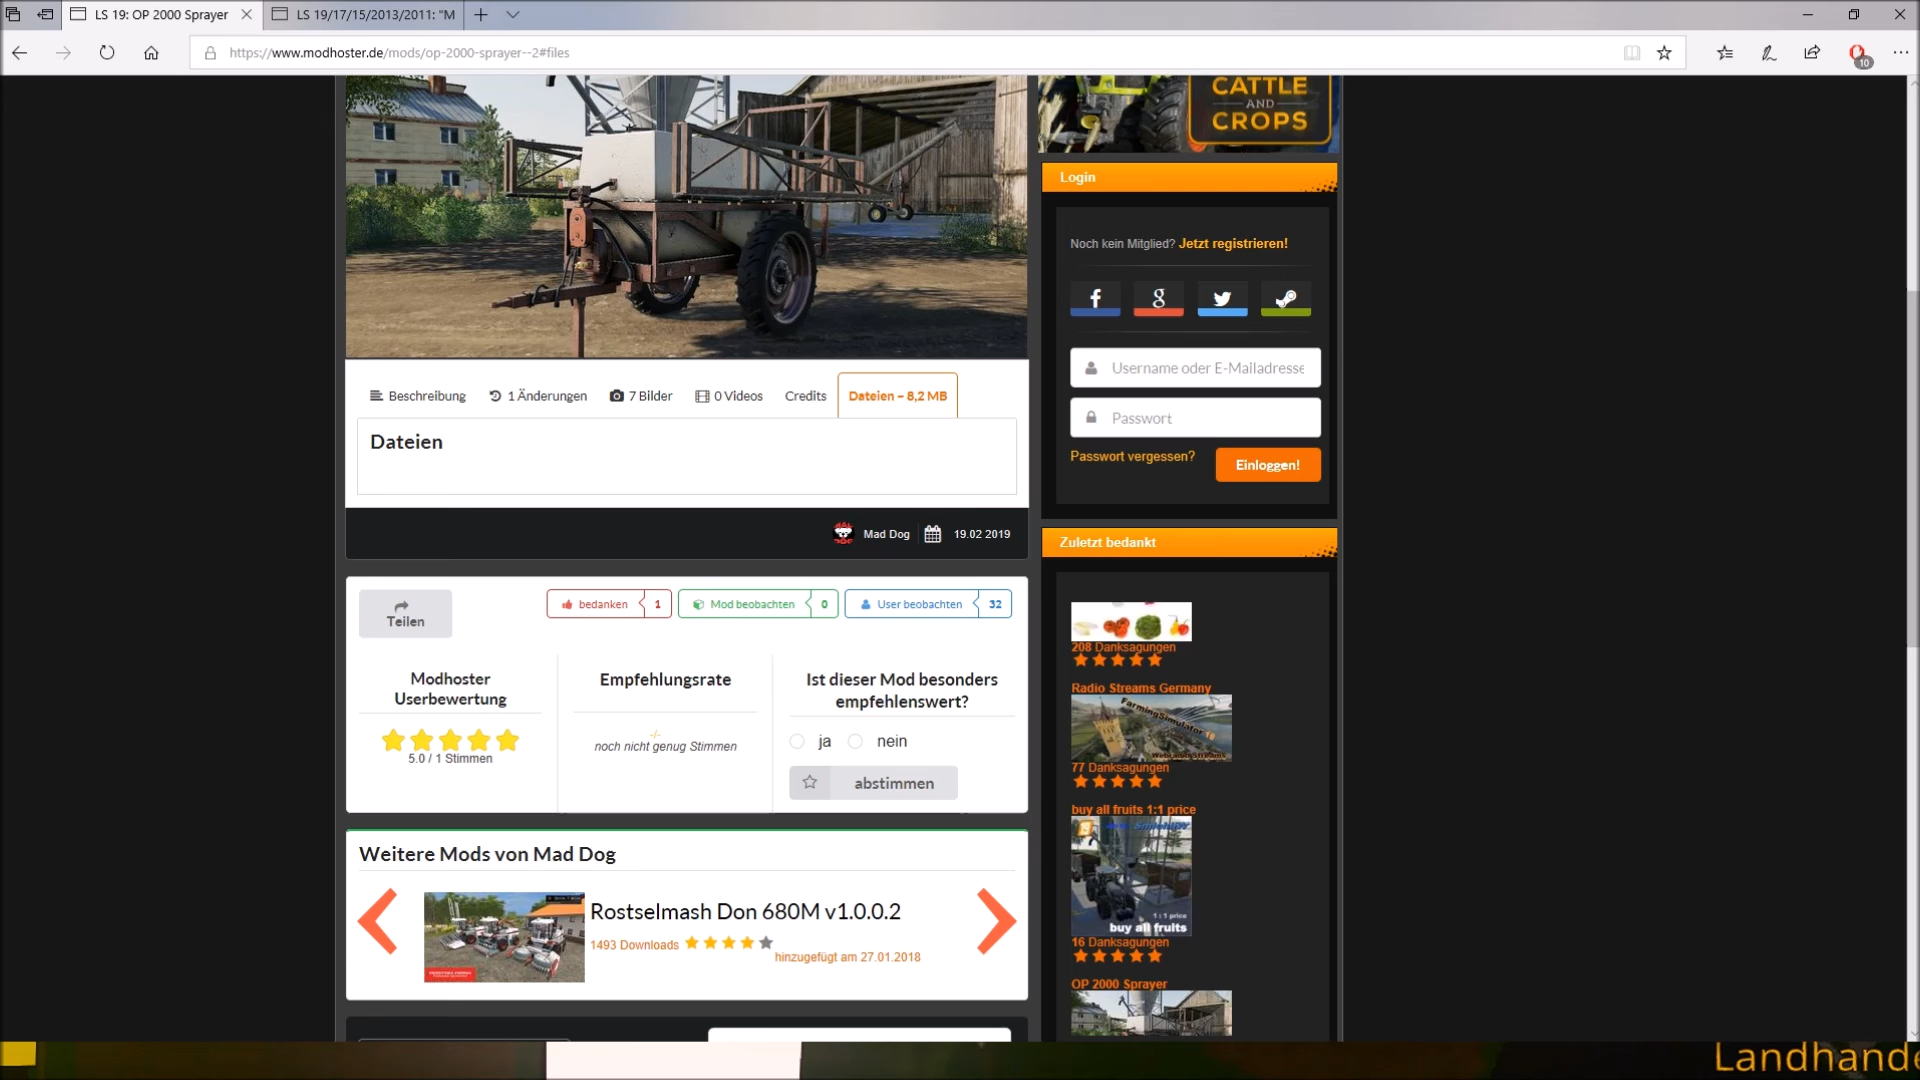 LS 19: OP 2000 Sprayer
LS 19/17/15/2013/2011: "M
https://www.modhoster.de/mods/op-2000-sprayer--2#files
10
CATTLE
AND
CROPS
Login
Noch kein Mitglied? Jetzt registrieren!
Username oder E-Mailadresse
Passwort
Passwort vergessen?
Einloggen!
Beschreibung
1 Änderungen
7 Bilder
0 Videos
Credits
Dateien – 8,2 MB
Dateien
Mad Dog
19.02 2019
Teilen
bedanken 1
Mod beobachten 0
User beobachten 32
Modhoster
Userbewertung
5.0 / 1 Stimmen
Empfehlungsrate
-/-
noch nicht genug Stimmen
Ist dieser Mod besonders
empfehlenswert?
ja
nein
abstimmen
Weitere Mods von Mad Dog
Rostselmash Don 680M v1.0.0.2
1493 Downloads
hinzugefügt am 27.01.2018
Zuletzt bedankt
208 Danksagungen
Radio Streams Germany
FarmingSimulator 19
77 Danksagungen
buy all fruits 1:1 price
1 : 1 price
buy all fruits
16 Danksagungen
OP 2000 Sprayer
Landhande